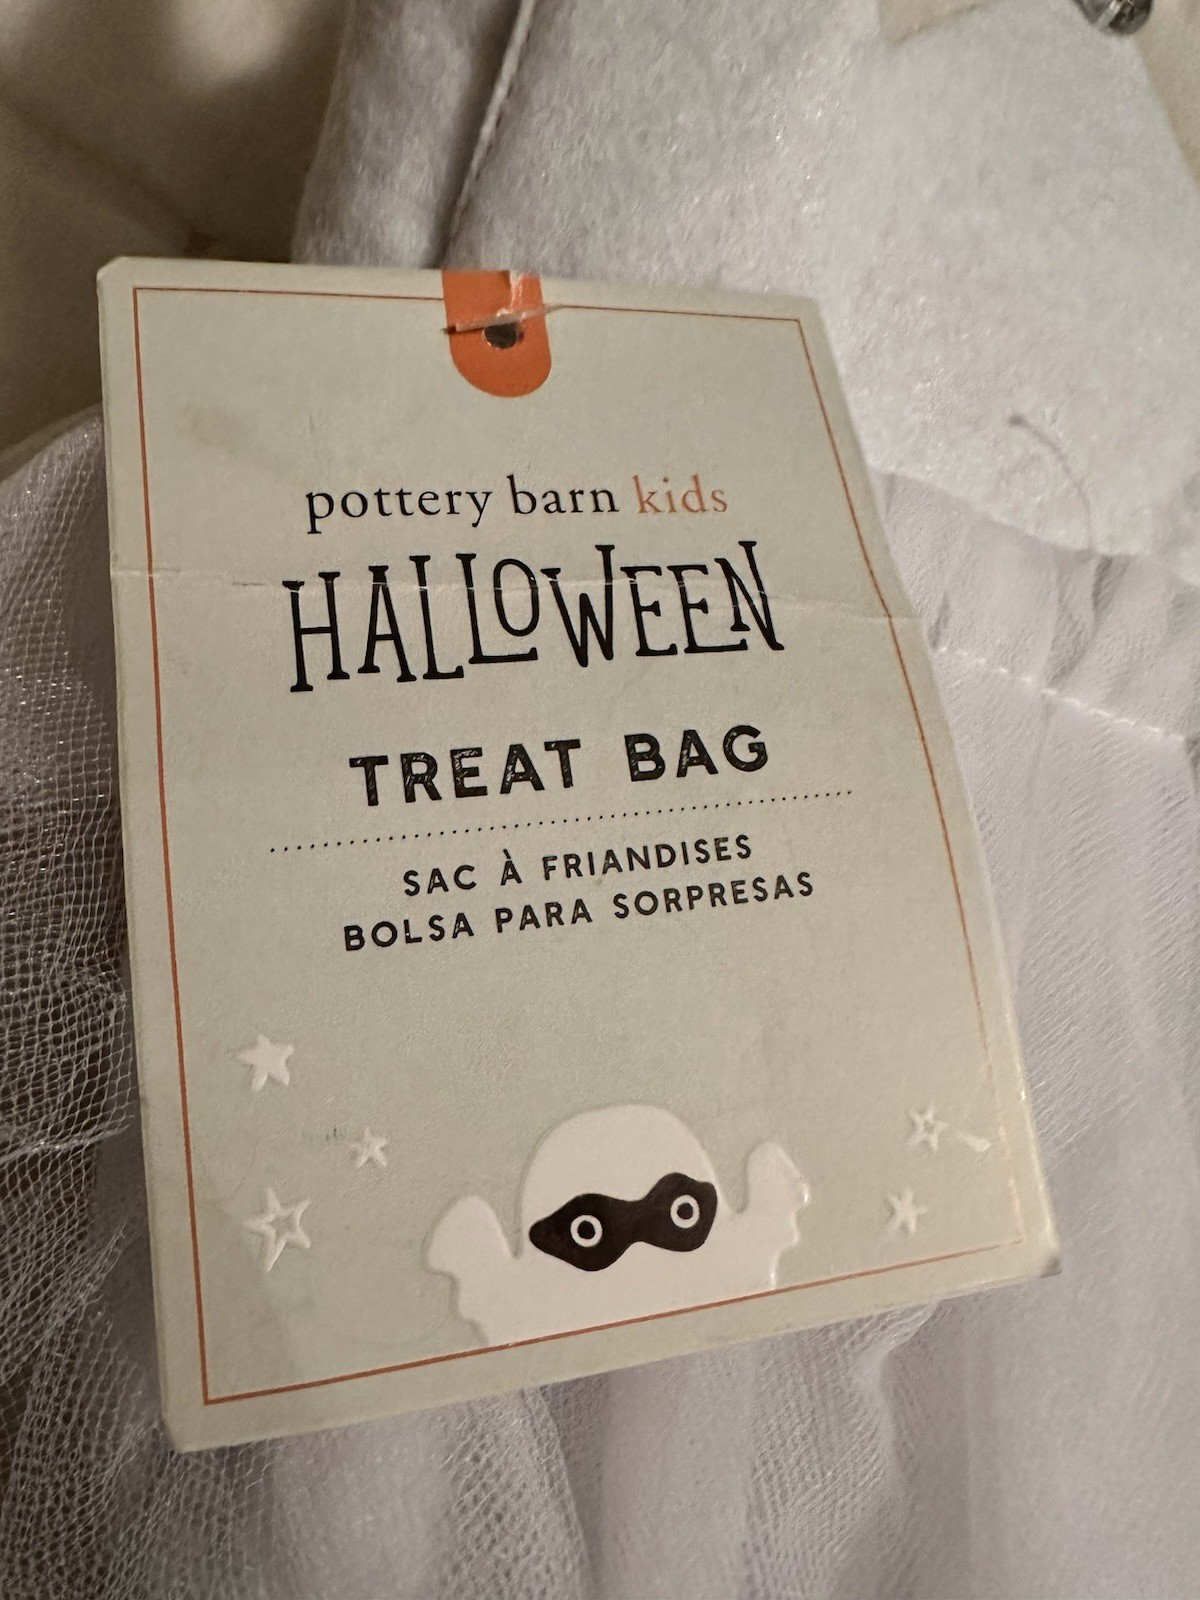 pottery barn kids
HALLOWEEN
TREAT BAG
SAC À FRIANDISES
BOLSA PARA SORPRESAS